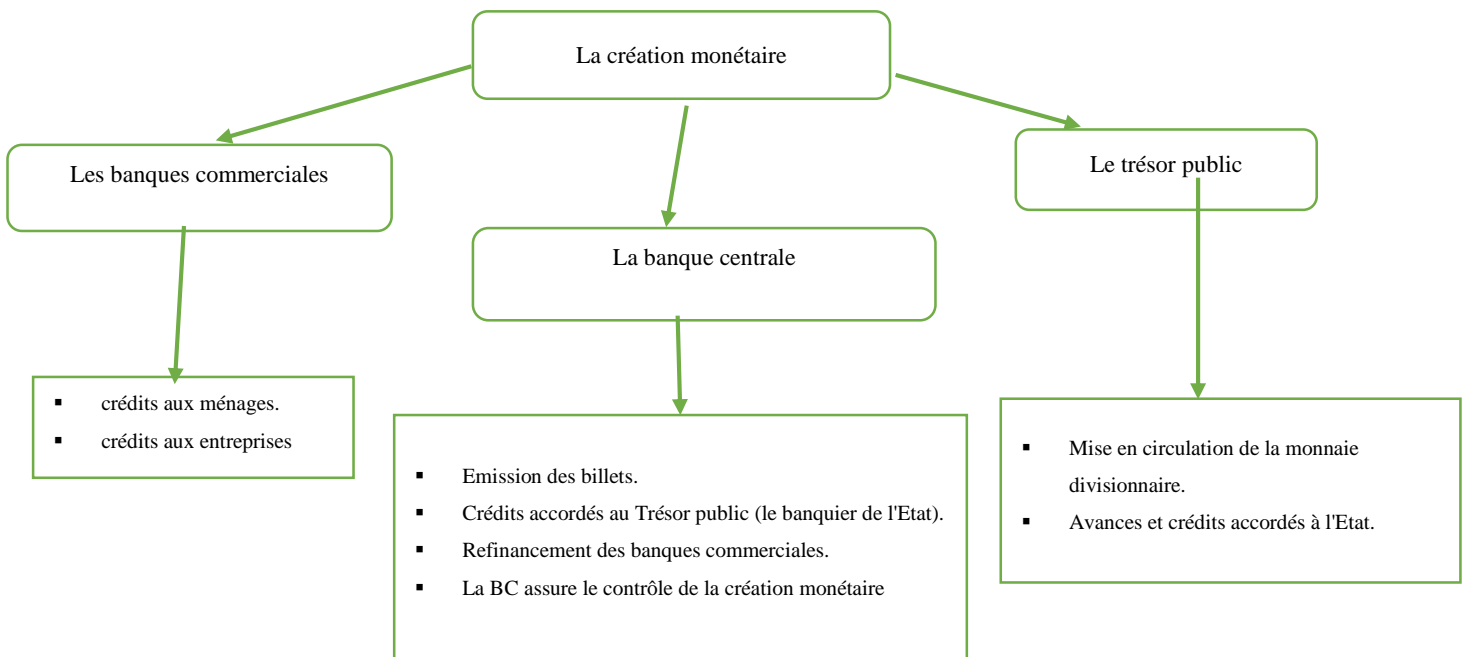 La création monétaire
Les banques commerciales
Le trésor public
La banque centrale
▪ crédits aux ménages.
▪ crédits aux entreprises
▪ Emission des billets.
▪ Crédits accordés au Trésor public (le banquier de l'Etat).
▪ Refinancement des banques commerciales.
▪ La BC assure le contrôle de la création monétaire
▪ Mise en circulation de la monnaie
divisionnaire.
▪ Avances et crédits accordés à l'Etat.